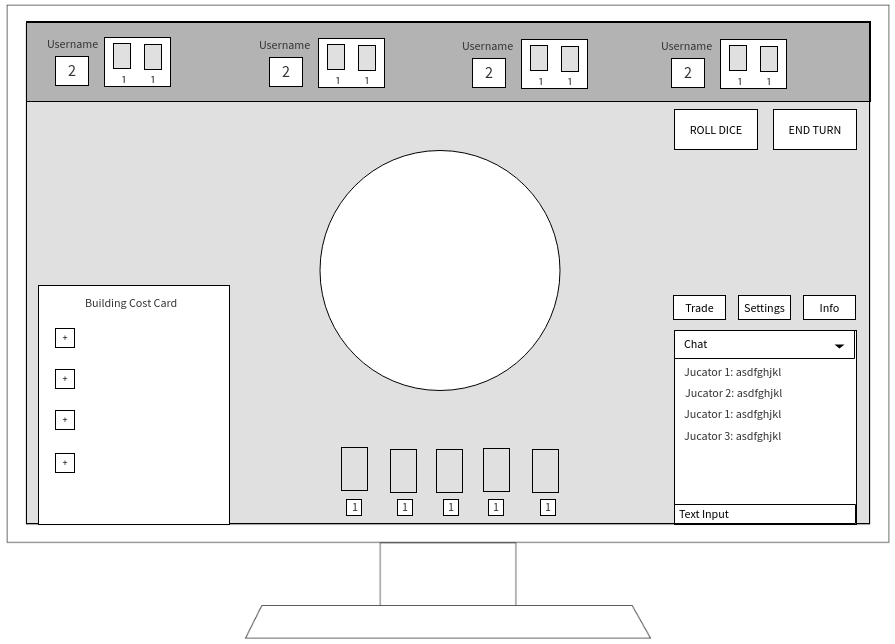 Username Username Username Username
2 2 2 2
1 1 1 1 1 1 1 1
ROLL DICE END TURN
Building Cost Card
+
+
+
+
Trade Settings Info
Chat
Jucator 1: asdfghjkl
Jucator 2: asdfghjkl
Jucator 1: asdfghjkl
Jucator 3: asdfghjkl
1 1 1 1 1
Text Input